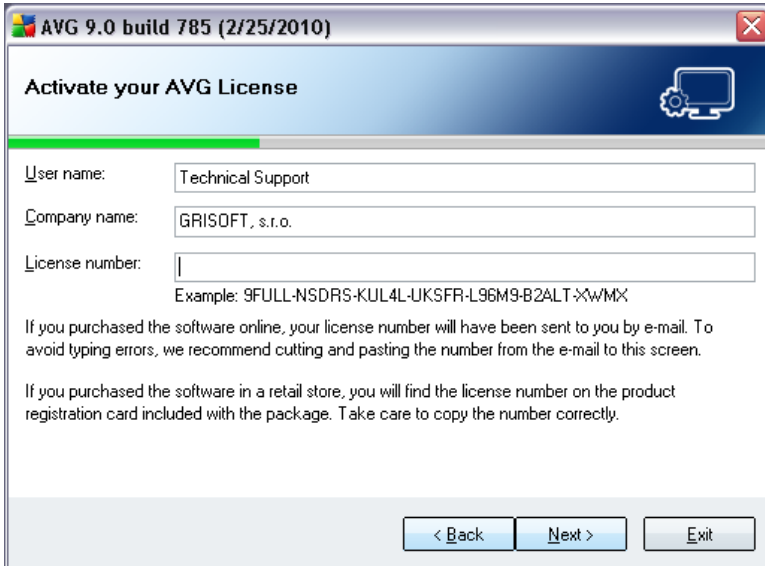 AVG 9.0 build 785 (2/25/2010)
Activate your AVG License
User name:
Technical Support
Company name:
GRISOFT, s.r.o.
License number:
Example: 9FULL-NSDRS-KUL4L-UKSFR-L96M9-B2ALT-XWMX
If you purchased the software online, your license number will have been sent to you by e-mail. To
avoid typing errors, we recommend cutting and pasting the number from the e-mail to this screen.
If you purchased the software in a retail store, you will find the license number on the product
registration card included with the package. Take care to copy the number correctly.
< Back
Next >
Exit